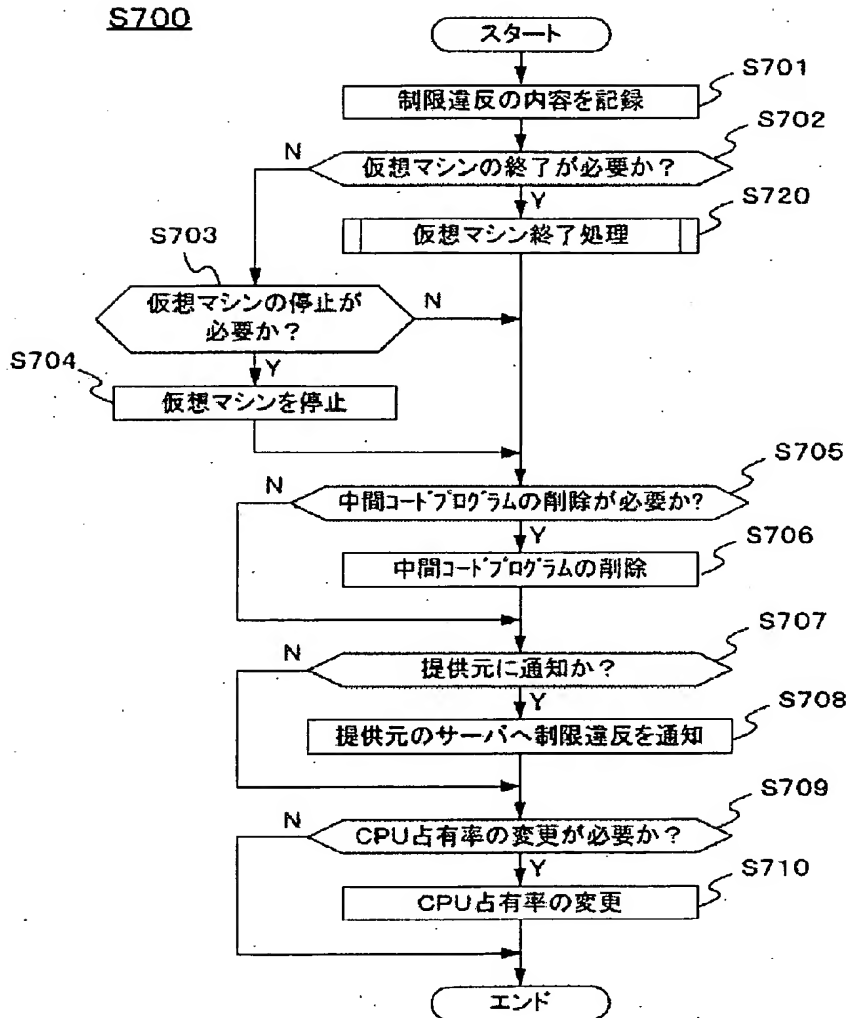 S700
スタート
S701
制限違反の内容を記録
S702
N
仮想マシンの終了が必要か？
Y
S720
仮想マシン終了処理
S703
仮想マシンの停止が
必要か？
N
Y
S704
仮想マシンを停止
S705
N
中間コードプログラムの削除が必要か?
Y
S706
中間コードプログラムの削除
S707
N
提供元に通知か？
Y
S708
提供元のサーバへ制限違反を通知
S709
N
CPU占有率の変更が必要か？
Y
S710
CPU占有率の変更
エンド